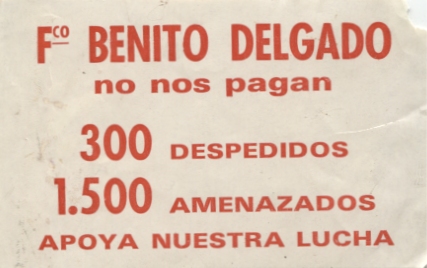 Fco BENITO DELGADO
no nos pagan
300 DESPEDIDOS
1.500 AMENAZADOS
APOYA NUESTRA LUCHA